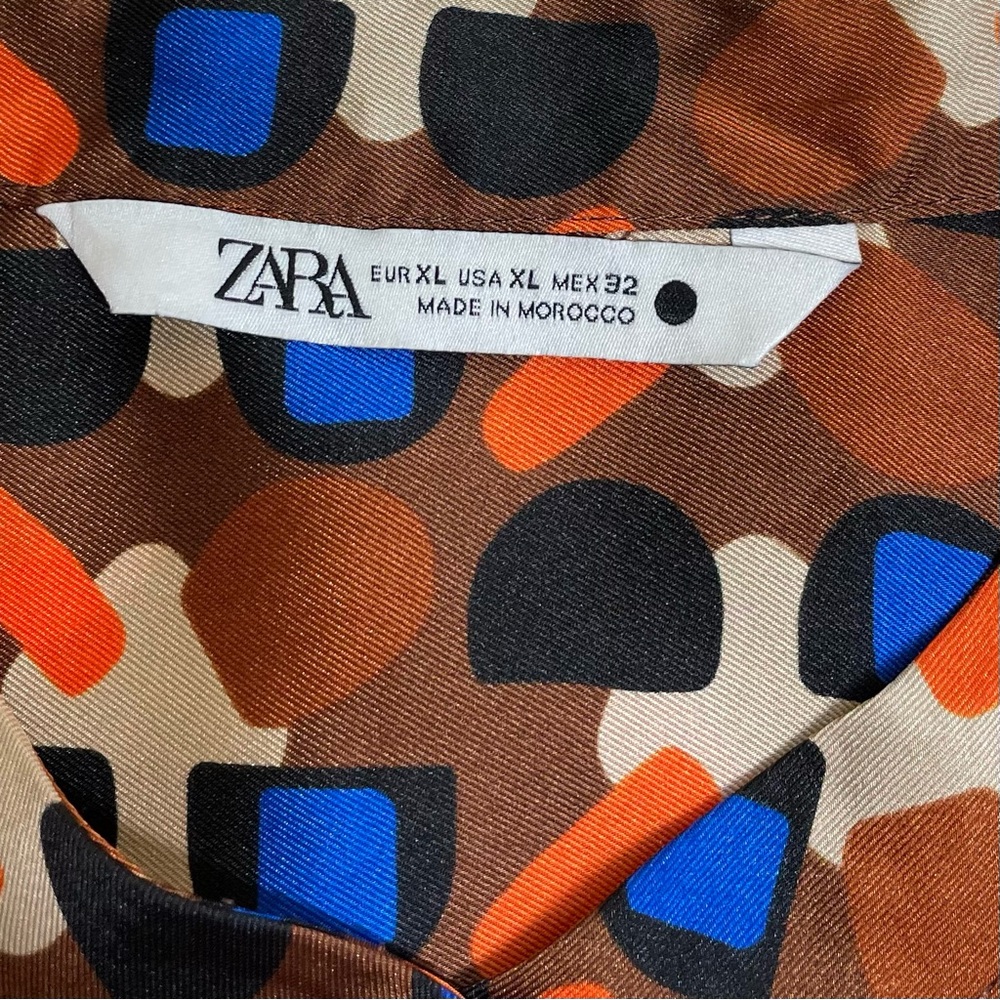 ZARA
EUR XL USA XL MEX 32
MADE IN MOROCCO